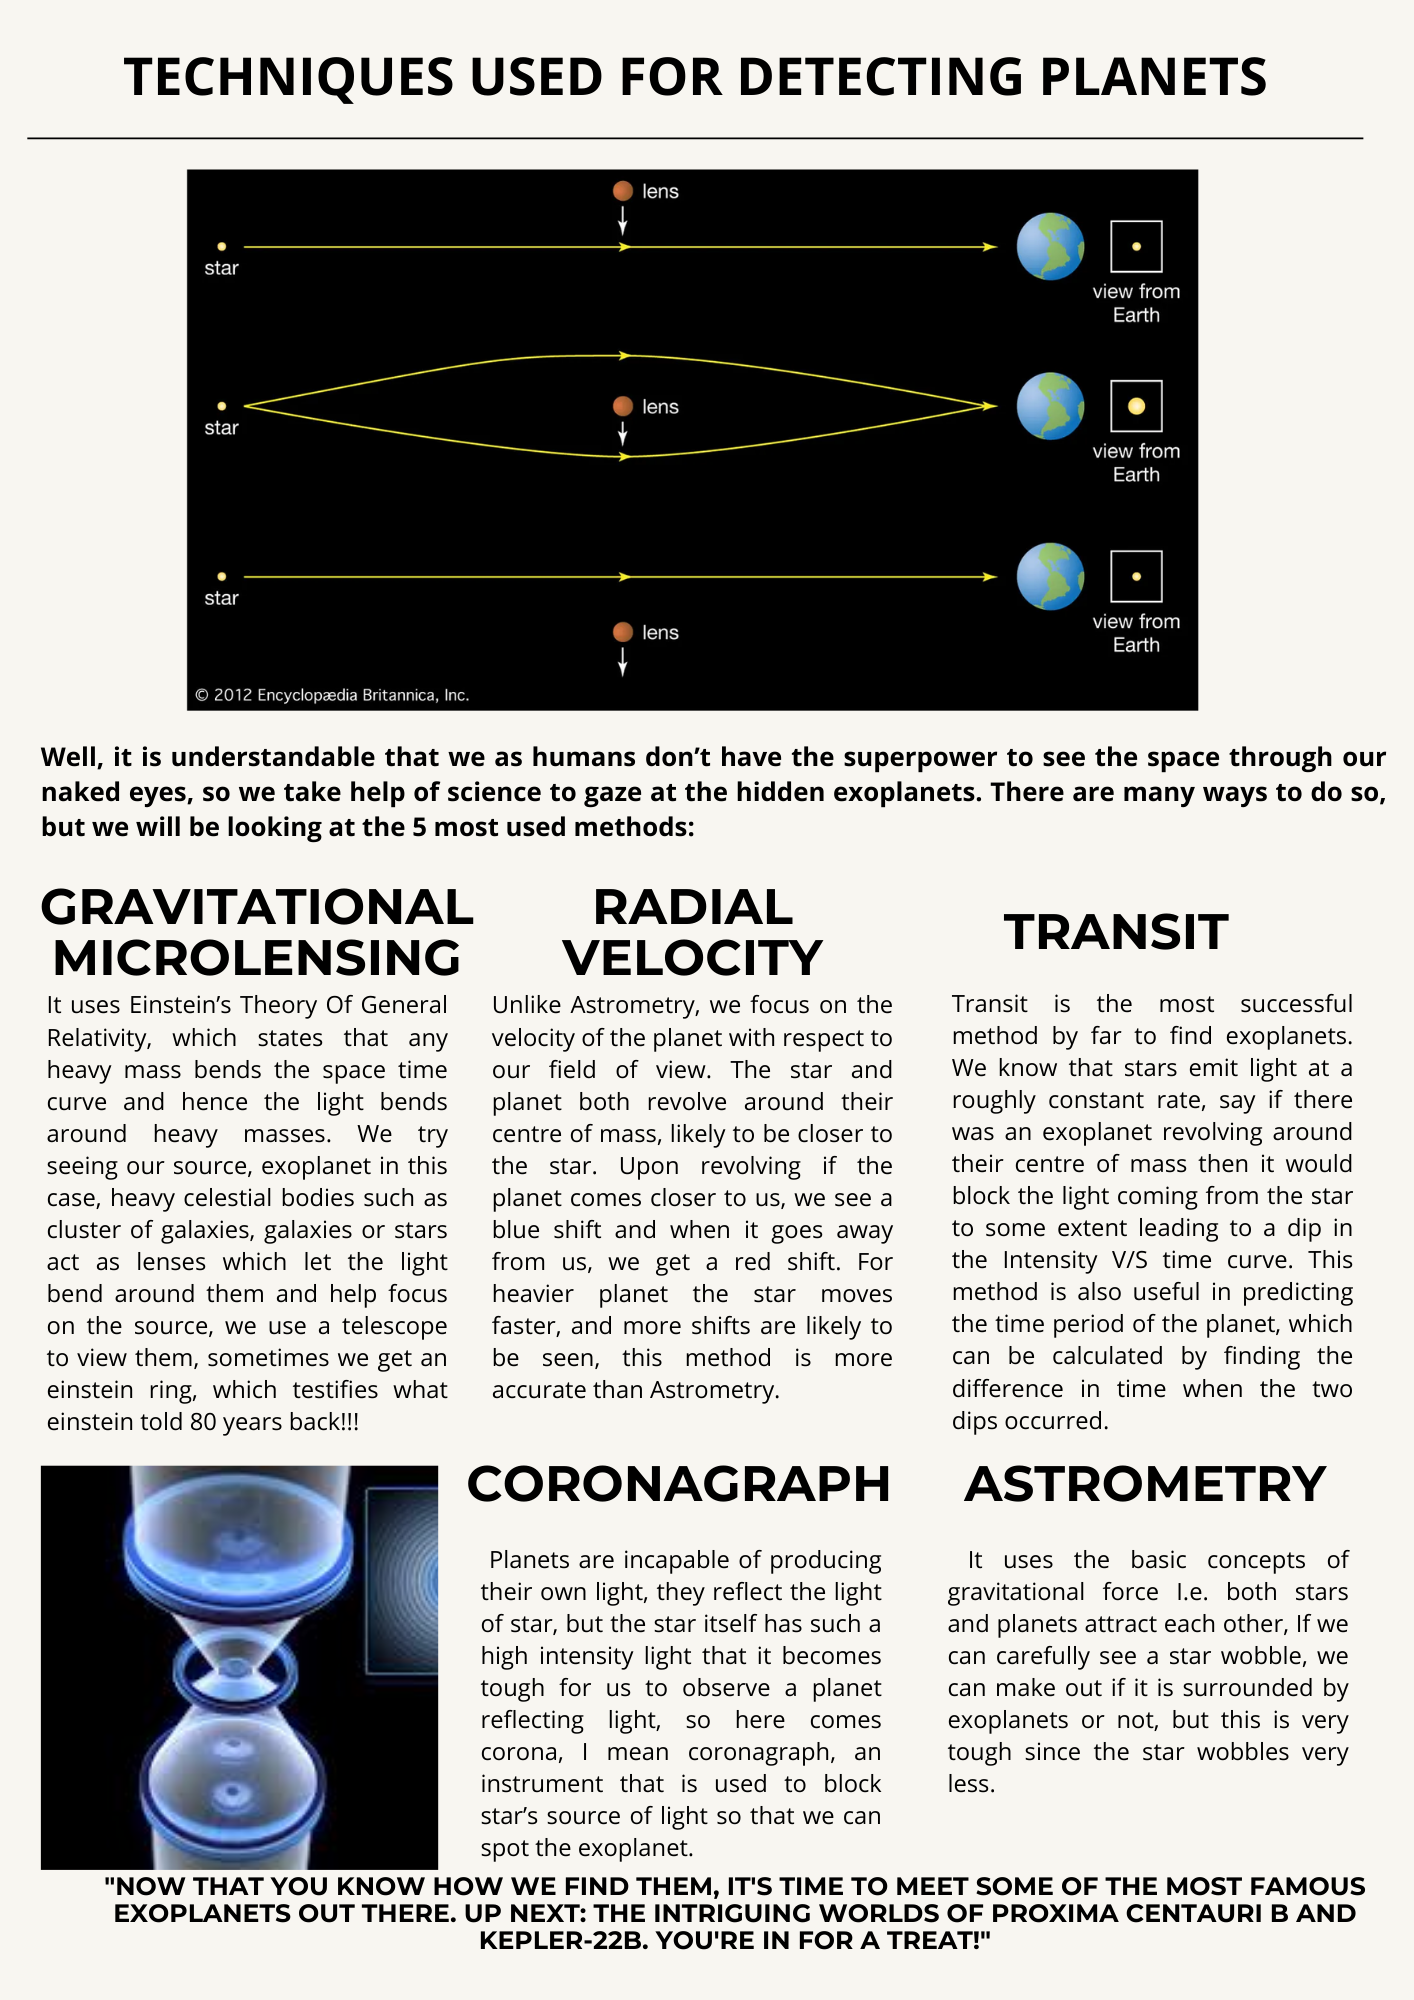 TECHNIQUES USED FOR DETECTING PLANETS
lens
star
view from
Earth
lens
star
view from
Earth
star
lens
view from
Earth
© 2012 Encyclopædia Britannica, Inc.
Well, it is understandable that we as humans don’t have the superpower to see the space through our
naked eyes, so we take help of science to gaze at the hidden exoplanets. There are many ways to do so,
but we will be looking at the 5 most used methods:
GRAVITATIONAL
MICROLENSING
It uses Einstein’s Theory Of General
Relativity, which states that any
heavy mass bends the space time
curve and hence the light bends
around heavy masses. We try
seeing our source, exoplanet in this
case, heavy celestial bodies such as
cluster of galaxies, galaxies or stars
act as lenses which let the light
bend around them and help focus
on the source, we use a telescope
to view them, sometimes we get an
einstein ring, which testifies what
einstein told 80 years back!!!
RADIAL
VELOCITY
Unlike Astrometry, we focus on the
velocity of the planet with respect to
our field of view. The star and
planet both revolve around their
centre of mass, likely to be closer to
the star. Upon revolving if the
planet comes closer to us, we see a
blue shift and when it goes away
from us, we get a red shift. For
heavier planet the star moves
faster, and more shifts are likely to
be seen, this method is more
accurate than Astrometry.
TRANSIT
Transit is the most successful
method by far to find exoplanets.
We know that stars emit light at a
roughly constant rate, say if there
was an exoplanet revolving around
their centre of mass then it would
block the light coming from the star
to some extent leading to a dip in
the Intensity V/S time curve. This
method is also useful in predicting
the time period of the planet, which
can be calculated by finding the
difference in time when the two
dips occurred.
CORONAGRAPH
Planets are incapable of producing
their own light, they reflect the light
of star, but the star itself has such a
high intensity light that it becomes
tough for us to observe a planet
reflecting light, so here comes
corona, I mean coronagraph, an
instrument that is used to block
star’s source of light so that we can
spot the exoplanet.
ASTROMETRY
It uses the basic concepts of
gravitational force I.e. both stars
and planets attract each other, If we
can carefully see a star wobble, we
can make out if it is surrounded by
exoplanets or not, but this is very
tough since the star wobbles very
less.
"NOW THAT YOU KNOW HOW WE FIND THEM, IT'S TIME TO MEET SOME OF THE MOST FAMOUS
EXOPLANETS OUT THERE. UP NEXT: THE INTRIGUING WORLDS OF PROXIMA CENTAURI B AND
KEPLER-22B. YOU'RE IN FOR A TREAT!"